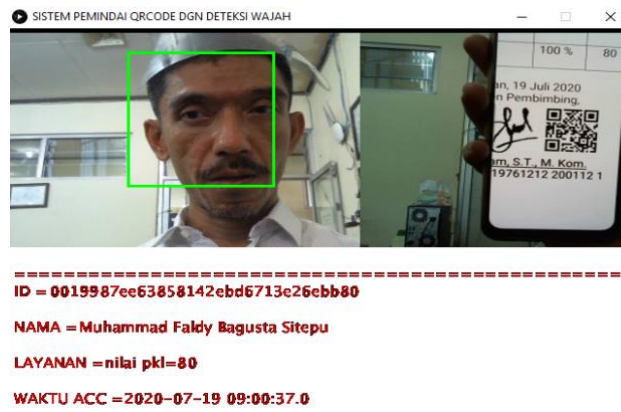 SISTEM PEMINDAI QRCODE DGN DETEKSI WAJAH
100 % 80
an, 19 Juli 2020
n Pembimbing,
am, S.T., M. Kom.
19761212 200112 1
==================================================
ID = 0019987ee63858142ebd6713e26ebb80
NAMA =Muhammad Faldy Bagusta Sitepu
LAYANAN =nilai pkl=80
WAKTU ACC =2020-07-19 09:00:37.0